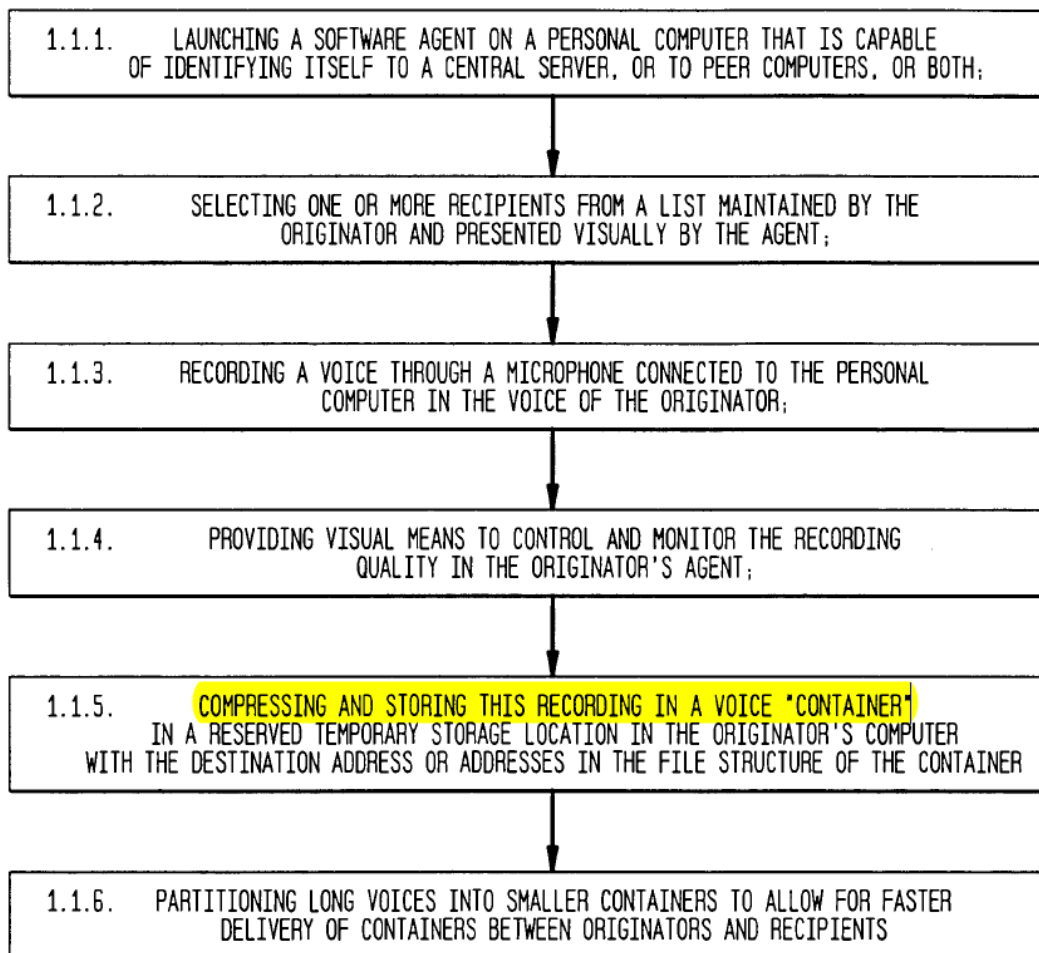 1.1.1. LAUNCHING A SOFTWARE AGENT ON A PERSONAL COMPUTER THAT IS CAPABLE
OF IDENTIFYING ITSELF TO A CENTRAL SERVER, OR TO PEER COMPUTERS, OR BOTH;
1.1.2. SELECTING ONE OR MORE RECIPIENTS FROM A LIST MAINTAINED BY THE
ORIGINATOR AND PRESENTED VISUALLY BY THE AGENT;
1.1.3. RECORDING A VOICE THROUGH A MICROPHONE CONNECTED TO THE PERSONAL
COMPUTER IN THE VOICE OF THE ORIGINATOR;
1.1.4. PROVIDING VISUAL MEANS TO CONTROL AND MONITOR THE RECORDING
QUALITY IN THE ORIGINATOR'S AGENT;
1.1.5. COMPRESSING AND STORING THIS RECORDING IN A VOICE "CONTAINER"
IN A RESERVED TEMPORARY STORAGE LOCATION IN THE ORIGINATOR'S COMPUTER
WITH THE DESTINATION ADDRESS OR ADDRESSES IN THE FILE STRUCTURE OF THE CONTAINER
1.1.6. PARTITIONING LONG VOICES INTO SMALLER CONTAINERS TO ALLOW FOR FASTER
DELIVERY OF CONTAINERS BETWEEN ORIGINATORS AND RECIPIENTS